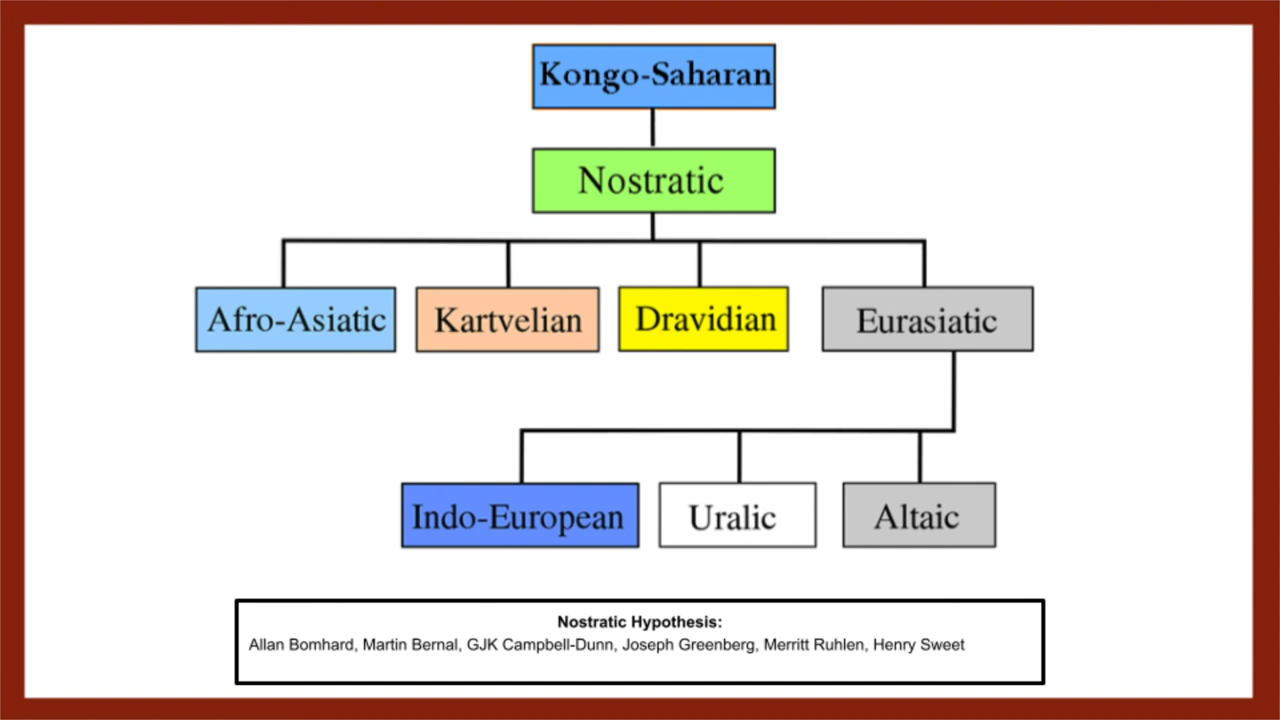 Kongo-Saharan
Nostratic
Afro-Asiatic
Kartvelian
Dravidian
Eurasiatic
Indo-European
Uralic
Altaic
Nostratic Hypothesis:
Allan Bomhard, Martin Bernal, GJK Campbell-Dunn, Joseph Greenberg, Merritt Ruhlen, Henry Sweet